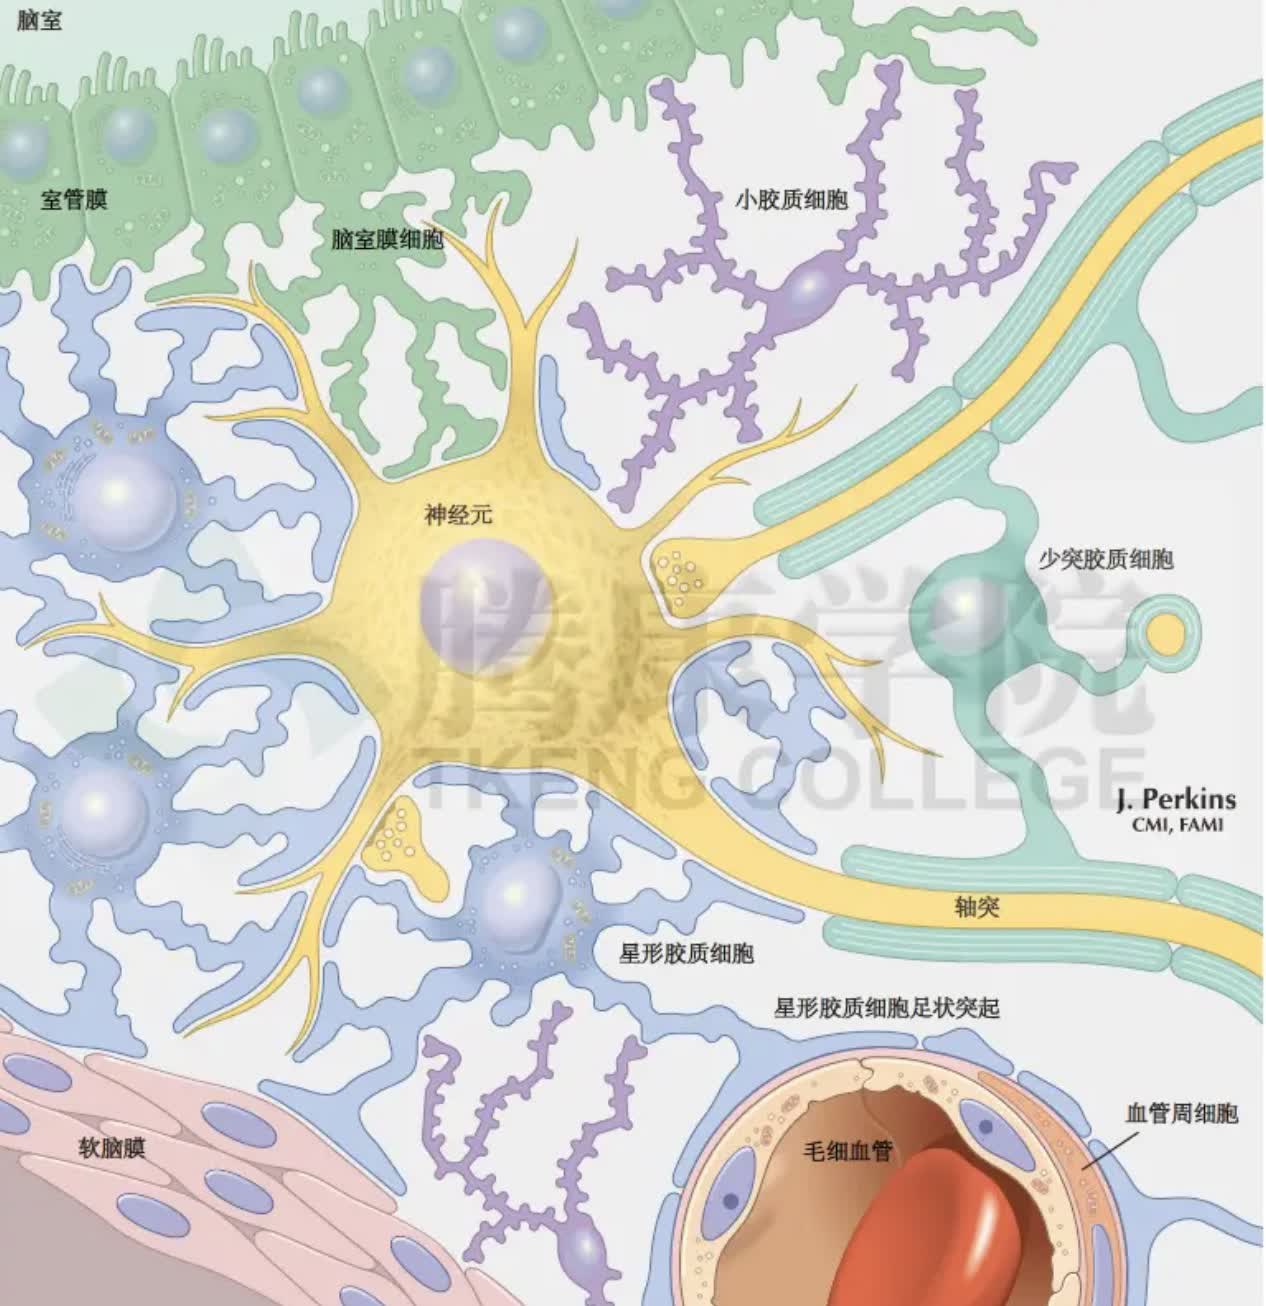 脑室
室管膜
脑室膜细胞
小胶质细胞
神经元
少突胶质细胞
腾康学院
TKENG COLLEGE
J. Perkins
CMI, FAMI
轴突
星形胶质细胞
星形胶质细胞足状突起
血管周细胞
毛细血管
软脑膜